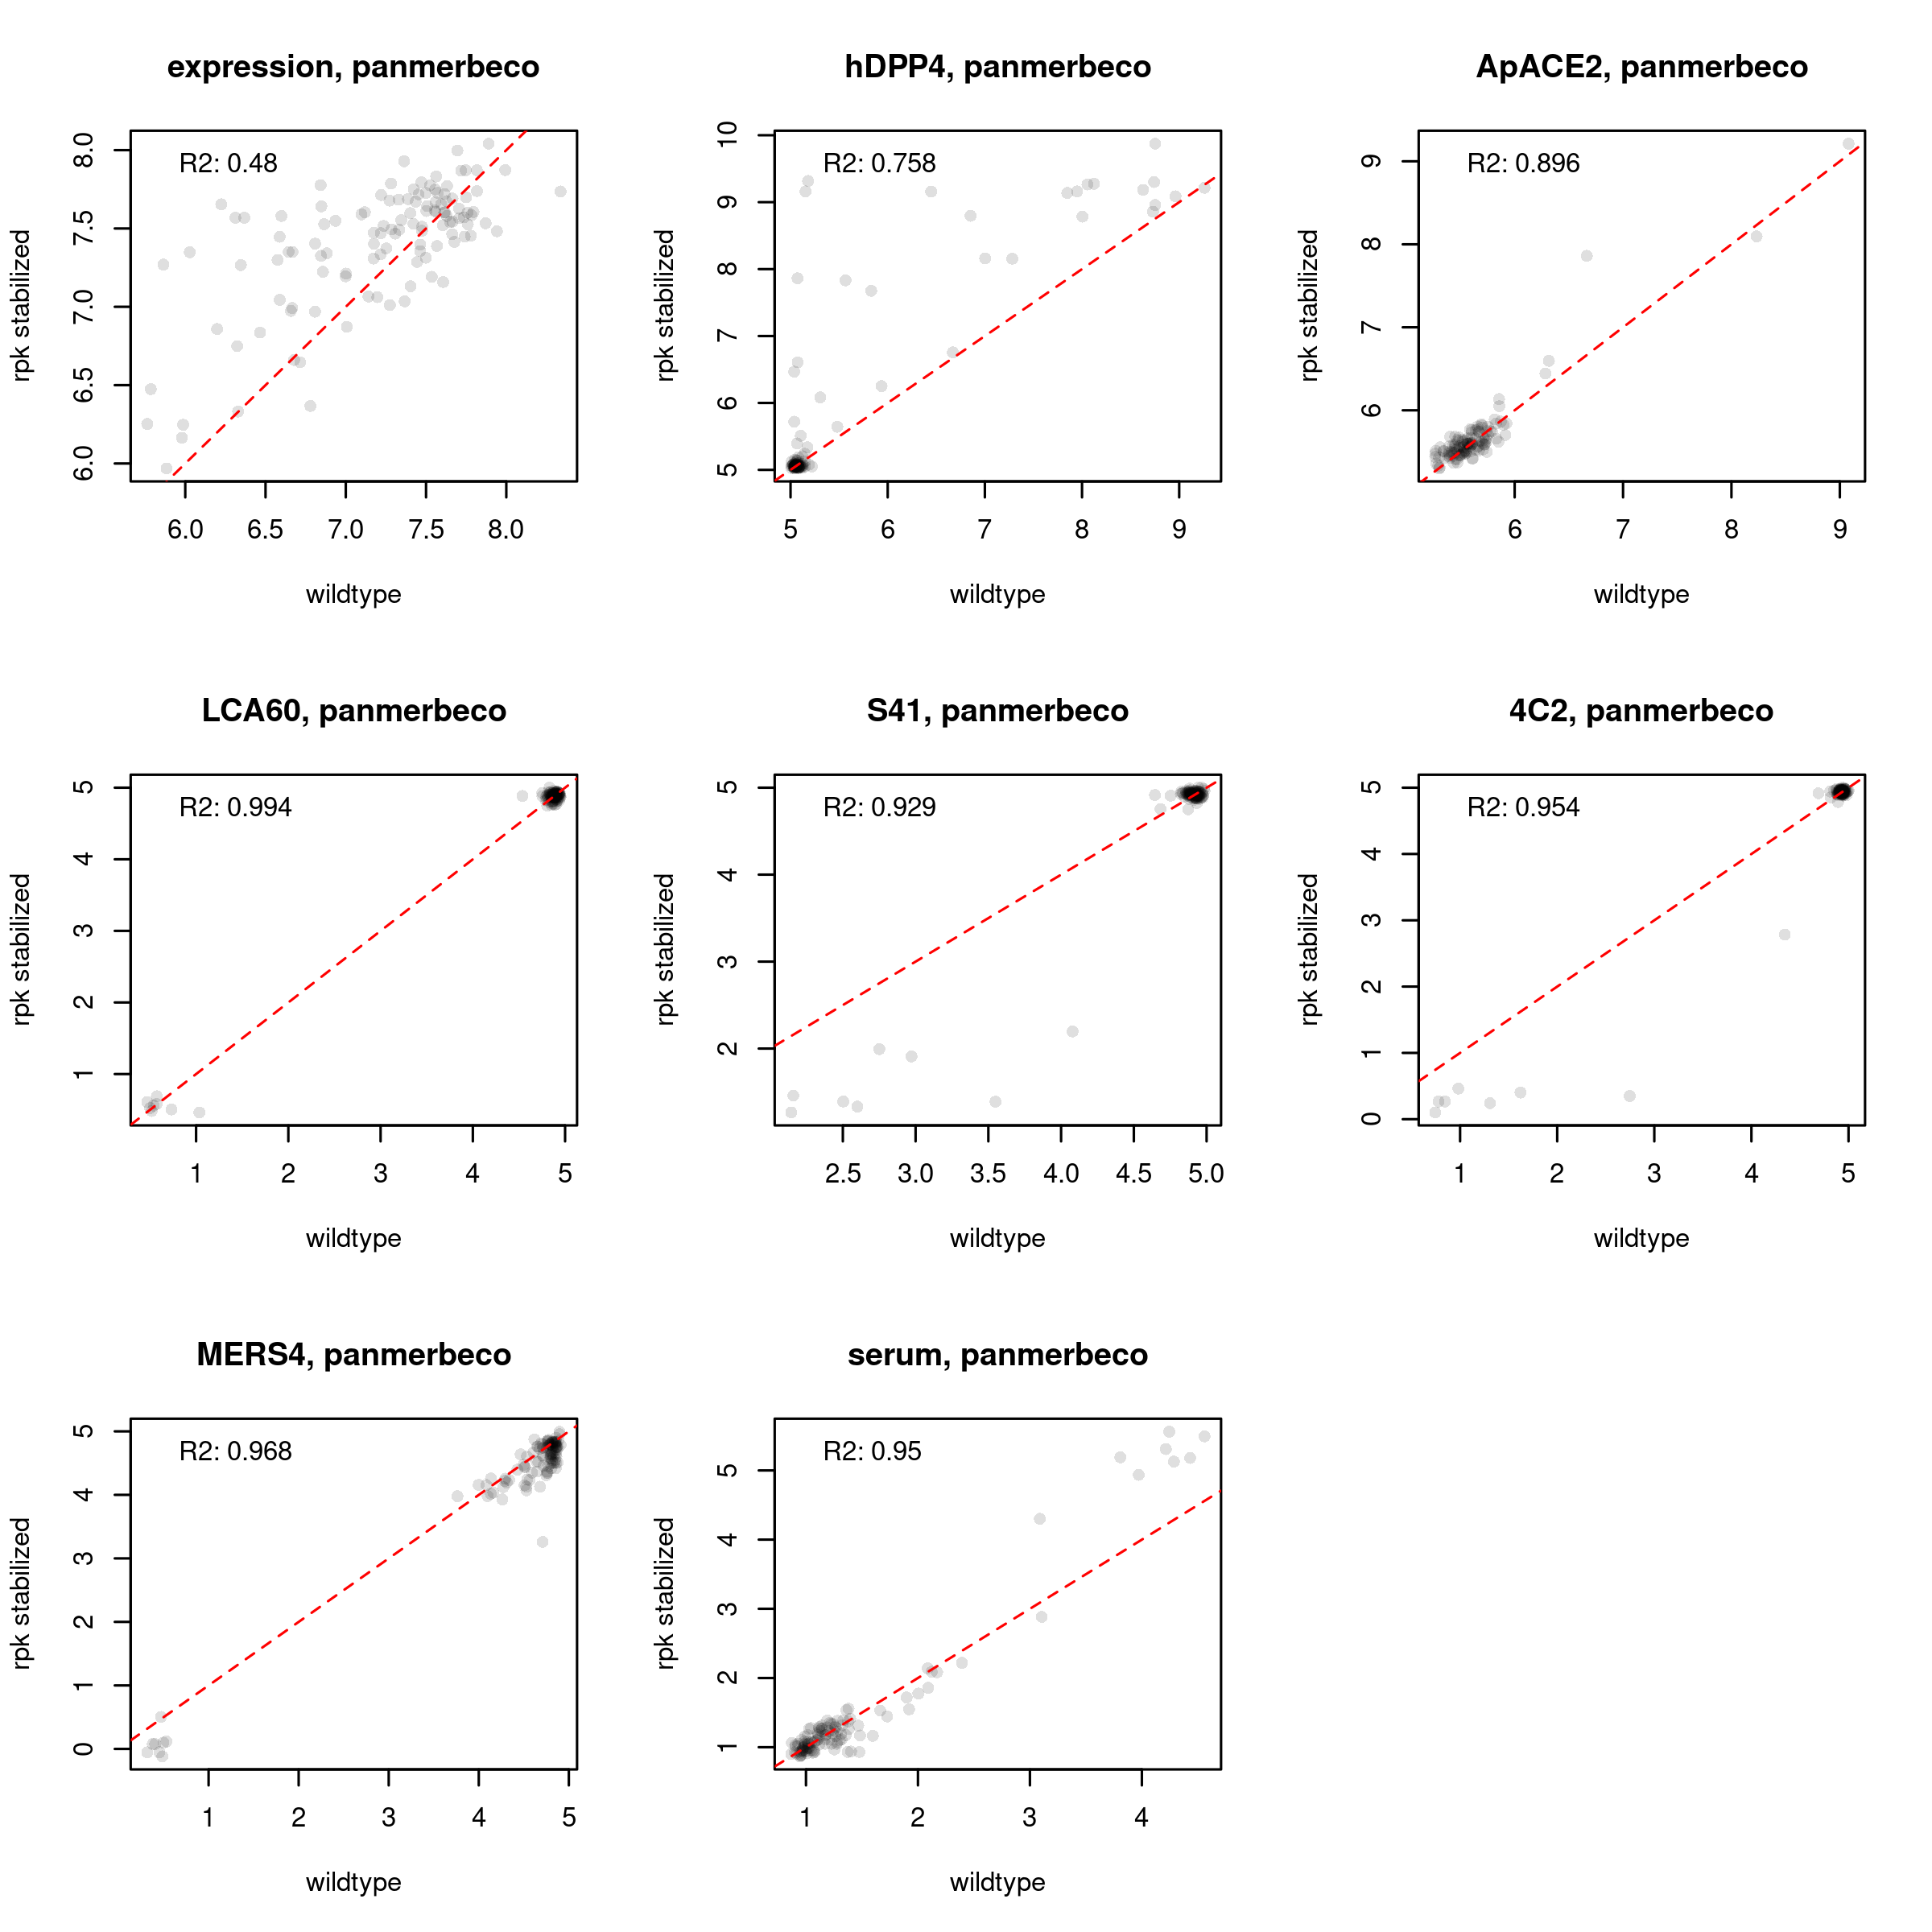 expression, panmerbeco
R2: 0.48
rpk stabilized
6.0 6.5 7.0 7.5 8.0
6.0 6.5 7.0 7.5 8.0
wildtype
hDPP4, panmerbeco
R2: 0.758
rpk stabilized
5 6 7 8 9 10
5 6 7 8 9
wildtype
ApACE2, panmerbeco
R2: 0.896
rpk stabilized
6 7 8 9
6 7 8 9
wildtype
LCA60, panmerbeco
R2: 0.994
rpk stabilized
1 2 3 4 5
1 2 3 4 5
wildtype
S41, panmerbeco
R2: 0.929
rpk stabilized
2 3 4 5
2.5 3.0 3.5 4.0 4.5 5.0
wildtype
4C2, panmerbeco
R2: 0.954
rpk stabilized
0 1 2 3 4 5
1 2 3 4 5
wildtype
MERS4, panmerbeco
R2: 0.968
rpk stabilized
0 1 2 3 4 5
1 2 3 4 5
wildtype
serum, panmerbeco
R2: 0.95
rpk stabilized
1 2 3 4 5
1 2 3 4
wildtype